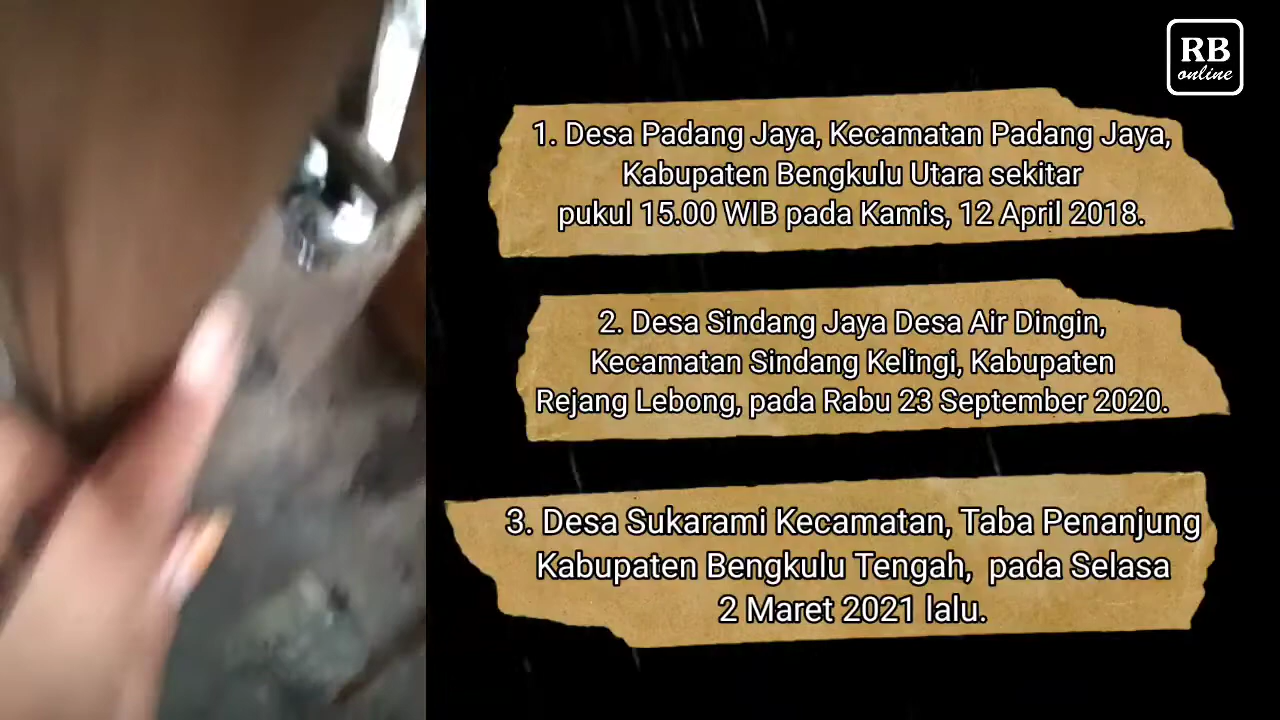 RB
online
1. Desa Padang Jaya, Kecamatan Padang Jaya,
Kabupaten Bengkulu Utara sekitar
pukul 15.00 WIB pada Kamis, 12 April 2018.
2. Desa Sindang Jaya Desa Air Dingin,
Kecamatan Sindang Kelingi, Kabupaten
Rejang Lebong, pada Rabu 23 September 2020.
3. Desa Sukarami Kecamatan, Taba Penanjung
Kabupaten Bengkulu Tengah,  pada Selasa
2 Maret 2021 lalu.